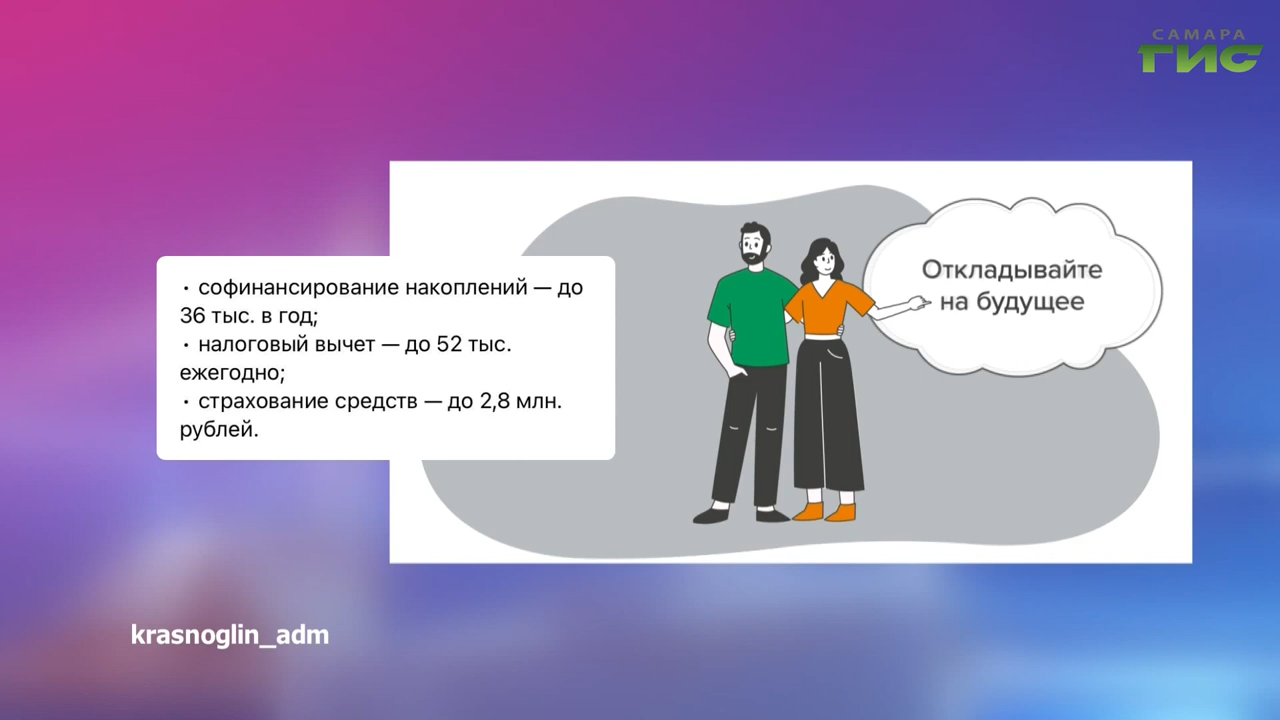 САМАРА
ГИС
Откладывайте
на будущее
· софинансирование накоплений — до
36 тыс. в год;
· налоговый вычет — до 52 тыс.
ежегодно;
· страхование средств — до 2,8 млн.
рублей.
krasnoglin_adm